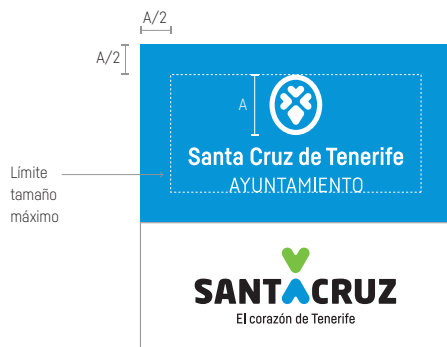 A/2
A/2
A
Santa Cruz de Tenerife
AYUNTAMIENTO
Límite
tamaño
máximo
SANTACRUZ
El corazón de Tenerife